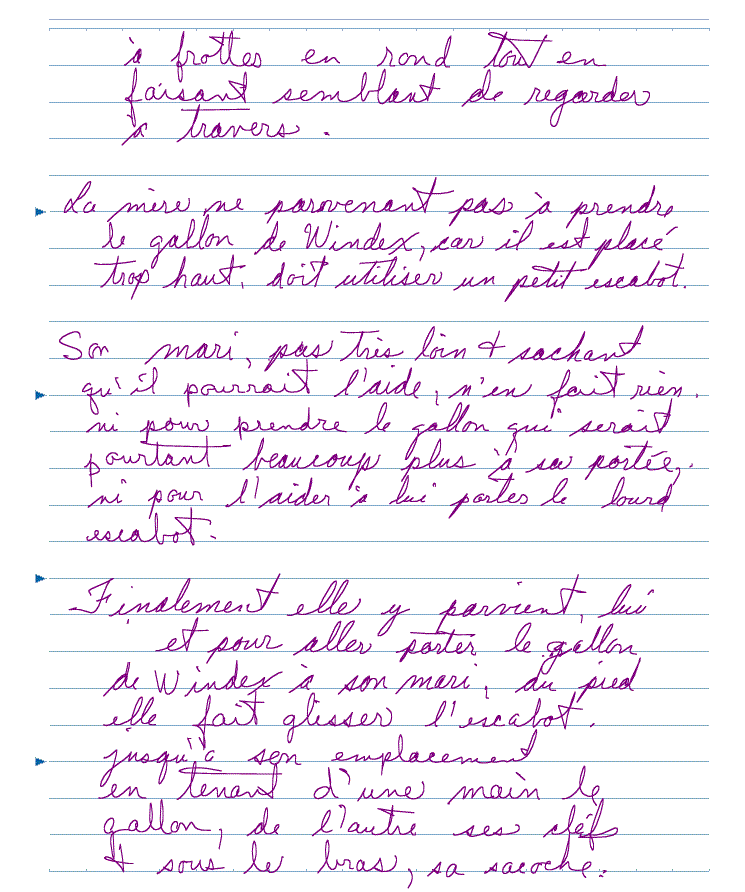 à frotter en rond tout en
faisant semblant de regarder
à travers.
La mère ne parvenant pas à prendre
le gallon de Windex, car il est placé
trop haut, doit utiliser un petit escabot.
Son mari, pas très loin & sachant
qu'il pourrait l'aide, n'en fait rien.
ni pour prendre le gallon qui serait
pourtant beaucoup plus à sa portée,
ni pour l'aider à lui porter le lourd
escabot.
Finalement elle y parvient, lui
et pour aller porter le gallon
de Windex à son mari, du pied
elle fait glisser l'escabot.
jusqu'à son emplacement
en tenant d'une main le
gallon, de l'autre ses clefs
& sous le bras, sa sacoche.